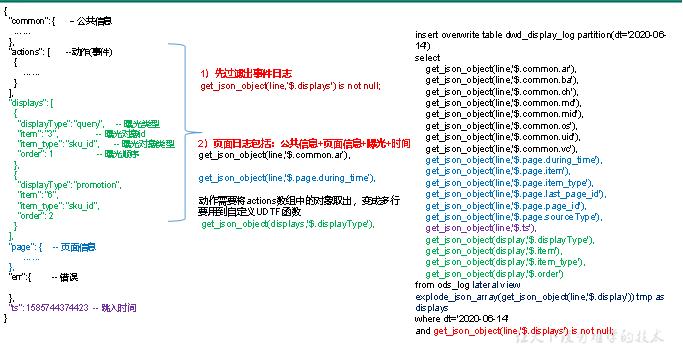 {
"common": {    -- 公共信息
......
},
"actions": [    --动作(事件)
{
......
}
],
"displays": [
{
"displayType": "query",    -- 曝光类型
"item": "3",    -- 曝光对象id
"item_type": "sku_id",    -- 曝光对象类型
"order": 1    -- 曝光顺序
},
{
"displayType": "promotion",
"item": "6",
"item_type": "sku_id",
"order": 2
}
],
"page": {    -- 页面信息
......
},
"err":{    -- 错误

},
"ts": 1585744374423  -- 跳入时间
}
1）先过滤出事件日志
get_json_object(line,'$.displays') is not null;
2）页面日志包括：公共信息+页面信息+曝光+时间
get_json_object(line,'$.common.ar'),
get_json_object(line,'$.page.during_time'),
动作需要将actions数组中的对象取出，变成多行
要用到自定义UDTF函数
get_json_object(displays,'$.displayType'),
insert overwrite table dwd_display_log partition(dt='2020-06-
14')
select
get_json_object(line,'$.common.ar'),
get_json_object(line,'$.common.ba'),
get_json_object(line,'$.common.ch'),
get_json_object(line,'$.common.md'),
get_json_object(line,'$.common.mid'),
get_json_object(line,'$.common.os'),
get_json_object(line,'$.common.uid'),
get_json_object(line,'$.common.vc'),
get_json_object(line,'$.page.during_time'),
get_json_object(line,'$.page.item'),
get_json_object(line,'$.page.item_type'),
get_json_object(line,'$.page.last_page_id'),
get_json_object(line,'$.page.page_id'),
get_json_object(line,'$.page.sourceType'),
get_json_object(line,'$.ts'),
get_json_object(display,'$.displayType'),
get_json_object(display,'$.item'),
get_json_object(display,'$.item_type'),
get_json_object(display,'$.order')
from ods_log lateral view
explode_json_array(get_json_object(line,'$.display')) tmp as
displays
where dt='2020-06-14'
and get_json_object(line,'$.displays') is not null;